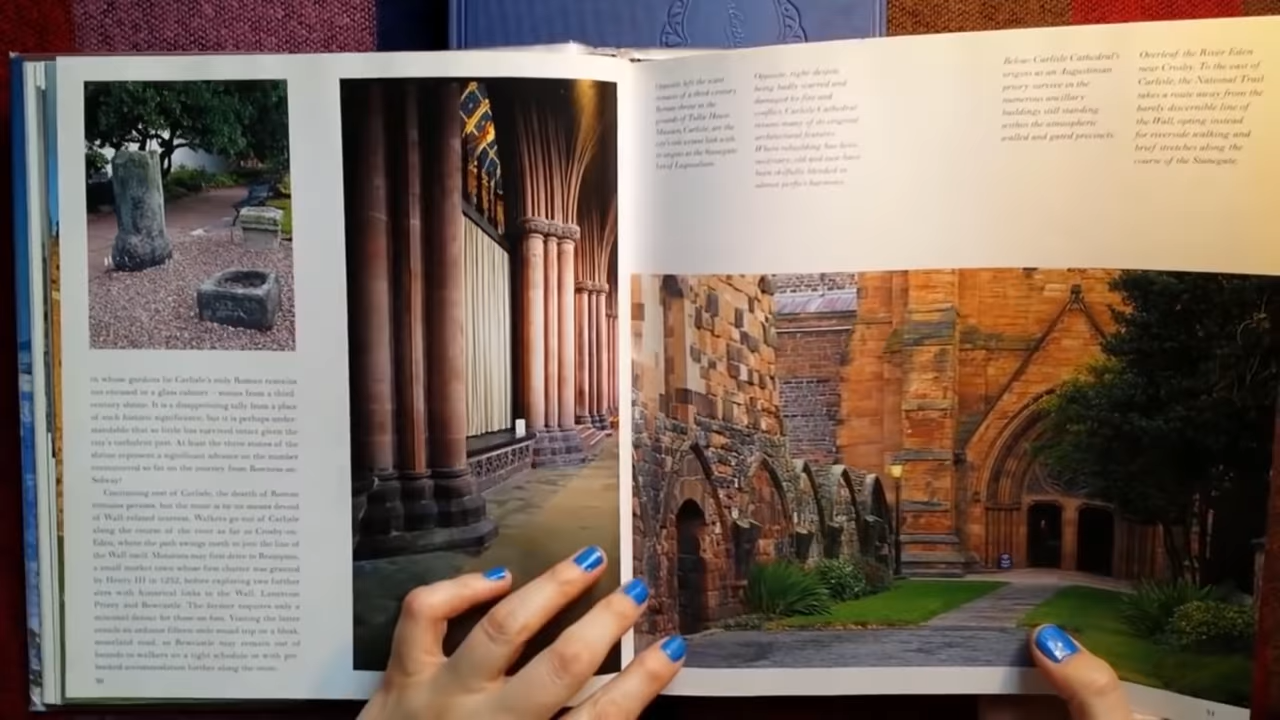 Opposite, left: the scant
remains of a third-century
Roman shrine in the
grounds of Tullie House
Museum, Carlisle, are the
city's only extant link with
its origins as the Stanegate
fort of Luguvalium.
Opposite, right: despite
being badly scarred and
damaged by fire and
conflict, Carlisle Cathedral
retains many of its original
architectural features.
Where rebuilding has been
necessary, old and new have
been skilfully blended in
almost perfect harmony.
Below: Carlisle Cathedral's
origins as an Augustinian
priory survive in the
numerous ancillary
buildings still standing
within the atmospheric
walled and gated precincts.
Overleaf: the River Eden
near Crosby. To the east of
Carlisle, the National Trail
takes a route away from the
barely discernible line of
the Wall, opting instead
for riverside walking and
brief stretches along the
course of the Stanegate.
in whose gardens lie Carlisle's only Roman remains
not encased in a glass cabinet – stones from a third-
century shrine. It is a disappointing tally from a place
of such historic significance, but it is perhaps under-
standable that so little has survived intact given the
city's turbulent past. At least the three stones of the
shrine represent a significant advance on the number
encountered so far on the journey from Bowness-on-
Solway!
Continuing east of Carlisle, the dearth of Roman
remains persists, but the route is by no means devoid
of Wall-related interest. Walkers go out of Carlisle
along the course of the river as far as Crosby-on-
Eden, where the path swings north to join the line of
the Wall itself. Motorists may first drive to Brampton,
a small market town whose first charter was granted
by Henry III in 1252, before exploring two further
sites with historical links to the Wall, Lanercost
Priory and Bewcastle. The former requires only a
minimal detour for those on foot. Visiting the latter
entails an arduous fifteen-mile round trip on a bleak,
moorland road, so Bewcastle may remain out of
bounds to walkers on a tight schedule or with pre-
booked accommodation further along the route.
50
51